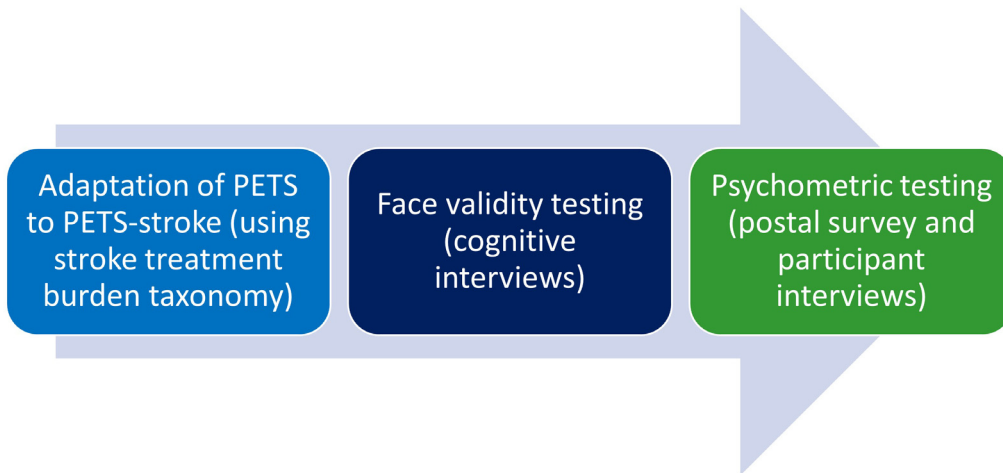 Adaptation of PETS
to PETS-stroke (using
stroke treatment
burden taxonomy)
Face validity testing
(cognitive
interviews)
Psychometric testing
(postal survey and
participant
interviews)